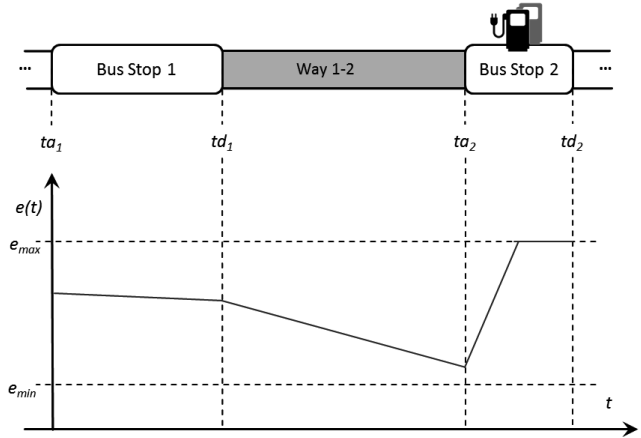 ... Bus Stop 1 Way 1-2 Bus Stop 2 ...
ta1 td1 ta2 td2
e(t)
emax
emin
t